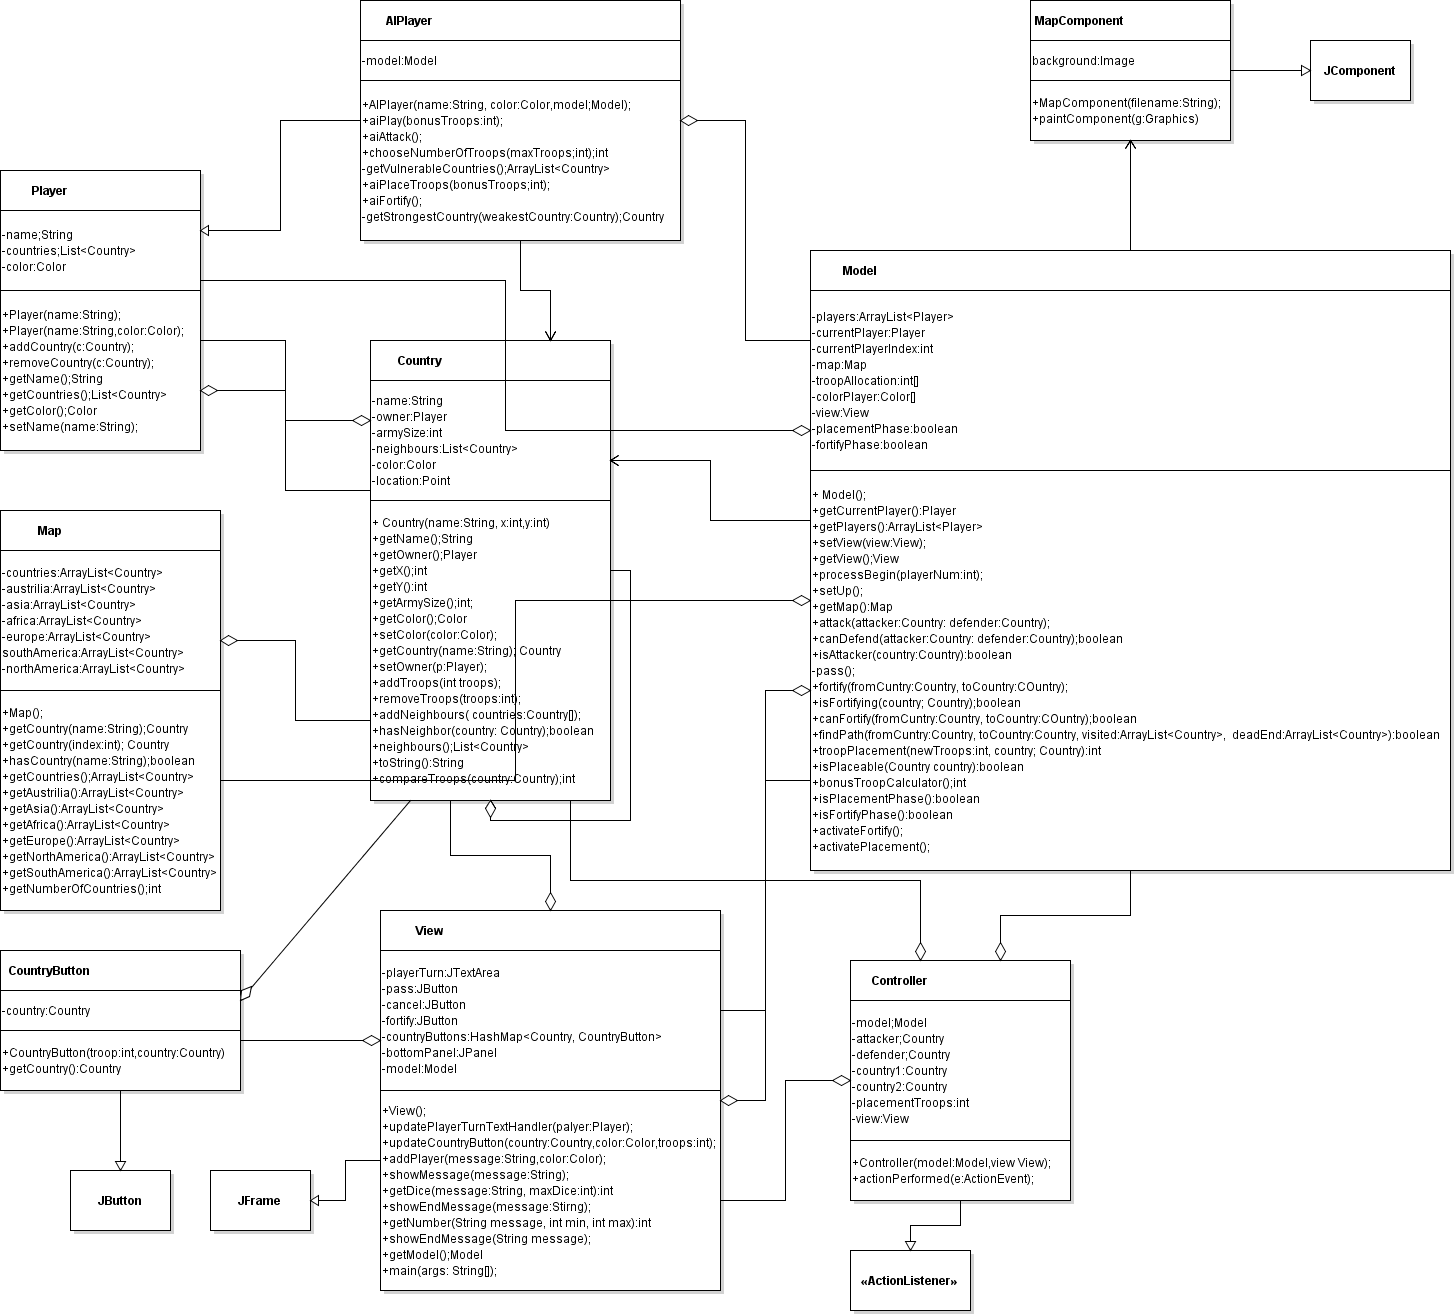 AIPlayer
-model:Model
+AIPlayer(name:String, color:Color,model;Model);
+aiPlay(bonusTroops:int);
+aiAttack();
+chooseNumberOfTroops(maxTroops;int);int
-getVulnerableCountries();ArrayList<Country>
+aiPlaceTroops(bonusTroops;int);
+aiFortify();
-getStrongestCountry(weakestCountry:Country);Country
MapComponent
background:Image
+MapComponent(filename:String);
+paintComponent(g:Graphics)
JComponent
Player
-name;String
-countries;List<Country>
-color:Color
+Player(name:String);
+Player(name:String,color:Color);
+addCountry(c:Country);
+removeCountry(c:Country);
+getName();String
+getCountries();List<Country>
+getColor();Color
+setName(name:String);
Country
-name:String
-owner:Player
-armySize:int
-neighbours:List<Country>
-color:Color
-location:Point
+ Country(name:String, x:int,y:int)
+getName();String
+getOwner();Player
+getX();int
+getY():int
+getArmySize();int;
+getColor();Color
+setColor(color:Color);
+getCountry(name:String); Country
+setOwner(p:Player);
+addTroops(int troops);
+removeTroops(troops:int);
+addNeighbours( countries:Country[]);
+hasNeighbor(country: Country);boolean
+neighbours();List<Country>
+toString():String
+compareTroops(country:Country);int
Model
-players:ArrayList<Player>
-currentPlayer:Player
-currentPlayerIndex:int
-map:Map
-troopAllocation:int[]
-colorPlayer:Color[]
-view:View
-placementPhase:boolean
-fortifyPhase:boolean
+ Model();
+getCurrentPlayer():Player
+getPlayers():ArrayList<Player>
+setView(view:View);
+getView();View
+processBegin(playerNum:int);
+setUp();
+getMap():Map
+attack(attacker:Country: defender:Country);
+canDefend(attacker:Country: defender:Country);boolean
+isAttacker(country:Country):boolean
-pass();
+fortify(fromCuntry:Country, toCountry:COuntry);
+isFortifying(country; Country);boolean
+canFortify(fromCuntry:Country, toCountry:COuntry);boolean
+findPath(fromCuntry:Country, toCountry:Country, visited:ArrayList<Country>,  deadEnd:ArrayList<Country>):boolean
+troopPlacement(newTroops:int, country; Country):int
+isPlaceable(Country country):boolean
+bonusTroopCalculator();int
+isPlacementPhase():boolean
+isFortifyPhase():boolean
+activateFortify();
+activatePlacement();
Map
-countries:ArrayList<Country>
-austrilia:ArrayList<Country>
-asia:ArrayList<Country>
-africa:ArrayList<Country>
-europe:ArrayList<Country>
southAmerica:ArrayList<Country>
-northAmerica:ArrayList<Country>
+Map();
+getCountry(name:String);Country
+getCountry(index:int); Country
+hasCountry(name:String);boolean
+getCountries();ArrayList<Country>
+getAustrilia():ArrayList<Country>
+getAsia():ArrayList<Country>
+getAfrica():ArrayList<Country>
+getEurope():ArrayList<Country>
+getNorthAmerica():ArrayList<Country>
+getSouthAmerica():ArrayList<Country>
+getNumberOfCountries();int
CountryButton
-country:Country
+CountryButton(troop:int,country:Country)
+getCountry():Country
View
-playerTurn:JTextArea
-pass:JButton
-cancel:JButton
-fortify:JButton
-countryButtons:HashMap<Country, CountryButton>
-bottomPanel:JPanel
-model:Model
+View();
+updatePlayerTurnTextHandler(palyer:Player);
+updateCountryButton(country:Country,color:Color,troops:int);
+addPlayer(message:String,color:Color);
+showMessage(message:String);
+getDice(message:String, maxDice:int):int
+showEndMessage(message:Stirng);
+getNumber(String message, int min, int max):int
+showEndMessage(String message);
+getModel();Model
+main(args: String[]);
Controller
-model;Model
-attacker;Country
-defender;Country
-country1:Country
-country2:Country
-placementTroops:int
-view:View
+Controller(model:Model,view View);
+actionPerformed(e:ActionEvent);
JButton
JFrame
«ActionListener»